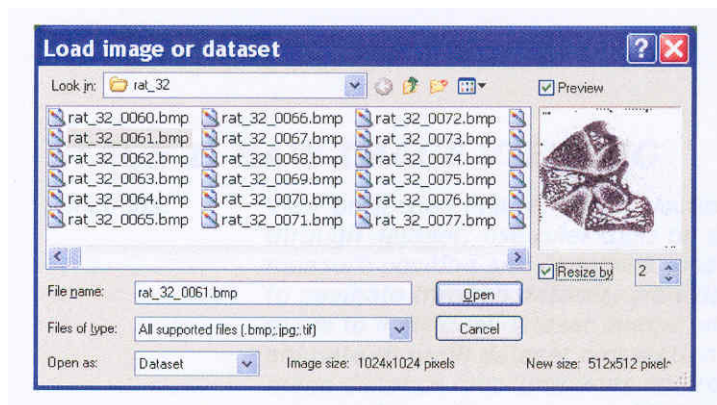 Load image or dataset
Look in: rat_32
Preview
rat_32_0060.bmp rat_32_0066.bmp rat_32_0072.bmp
rat_32_0061.bmp rat_32_0067.bmp rat_32_0073.bmp
rat_32_0062.bmp rat_32_0068.bmp rat_32_0074.bmp
rat_32_0063.bmp rat_32_0069.bmp rat_32_0075.bmp
rat_32_0064.bmp rat_32_0070.bmp rat_32_0076.bmp
rat_32_0065.bmp rat_32_0071.bmp rat_32_0077.bmp
Resize by 2
File name: rat_32_0061.bmp Open
Files of type: All supported files (.bmp;.jpg;.tif) Cancel
Open as: Dataset Image size: 1024x1024 pixels New size: 512x512 pixels